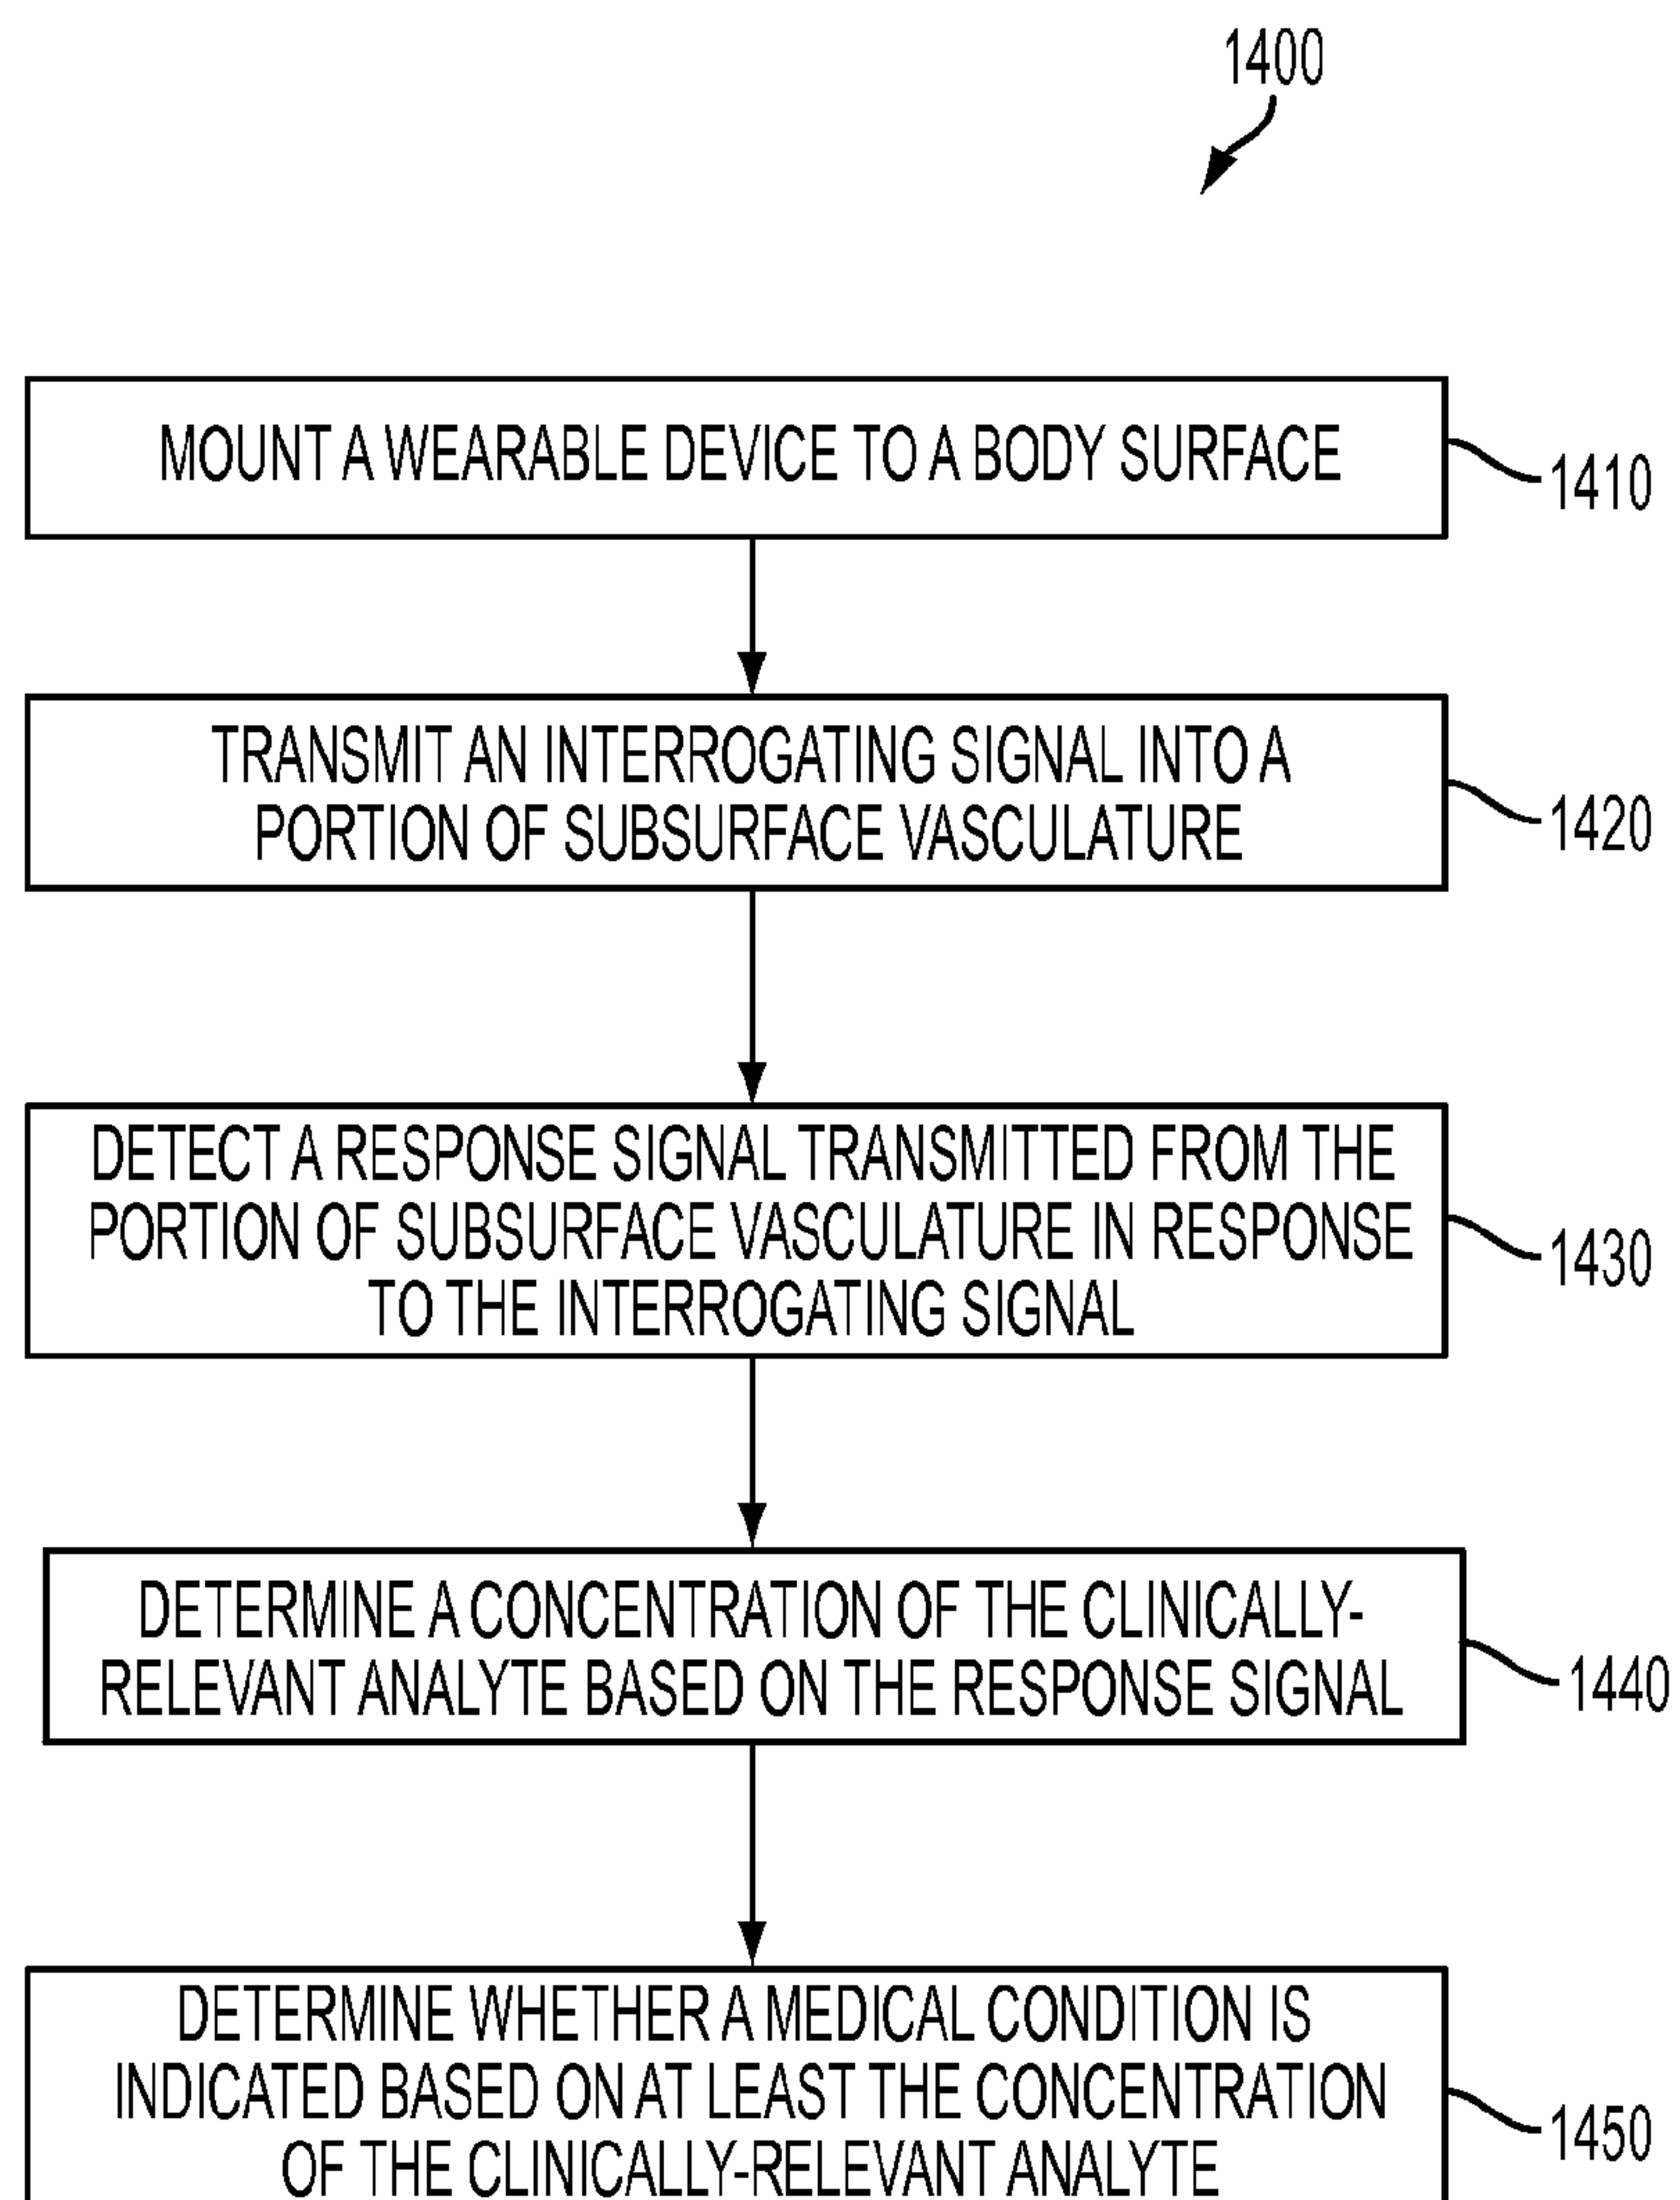 1400
MOUNT A WEARABLE DEVICE TO A BODY SURFACE
1410
TRANSMIT AN INTERROGATING SIGNAL INTO A
PORTION OF SUBSURFACE VASCULATURE
1420
DETECT A RESPONSE SIGNAL TRANSMITTED FROM THE
PORTION OF SUBSURFACE VASCULATURE IN RESPONSE
TO THE INTERROGATING SIGNAL
1430
DETERMINE A CONCENTRATION OF THE CLINICALLY-
RELEVANT ANALYTE BASED ON THE RESPONSE SIGNAL
1440
DETERMINE WHETHER A MEDICAL CONDITION IS
INDICATED BASED ON AT LEAST THE CONCENTRATION
OF THE CLINICALLY-RELEVANT ANALYTE
1450